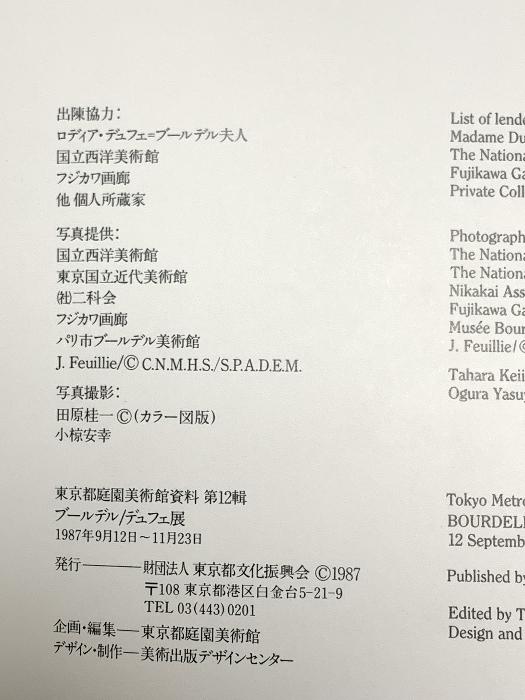 出陳協力：
ロディア・デュフェ=ブールデル夫人
国立西洋美術館
フジカワ画廊
他 個人所蔵家
写真提供：
国立西洋美術館
東京国立近代美術館
㈳二科会
フジカワ画廊
パリ市ブールデル美術館
J. Feuillie/© C.N.M.H.S./S.P.A.D.E.M.
写真撮影：
田原桂一 ©(カラー図版)
小椋安幸
東京都庭園美術館資料 第12輯
ブールデル/デュフェ展
1987年9月12日～11月23日
発行――――財団法人 東京都文化振興会 ©1987
〒108 東京都港区白金台5-21-9
TEL 03(443)0201
企画・編集―東京都庭園美術館
デザイン・制作―美術出版デザインセンター
List of lende
Madame Du
The Nationa
Fujikawa Ga
Private Coll
Photograph
The Nationa
The Nationa
Nikakai Ass
Fujikawa Ga
Musée Bour
J. Feuillie/©
Tahara Keii
Ogura Yasuy
Tokyo Metro
BOURDELL
12 Septemb
Published by
Edited by T
Design and